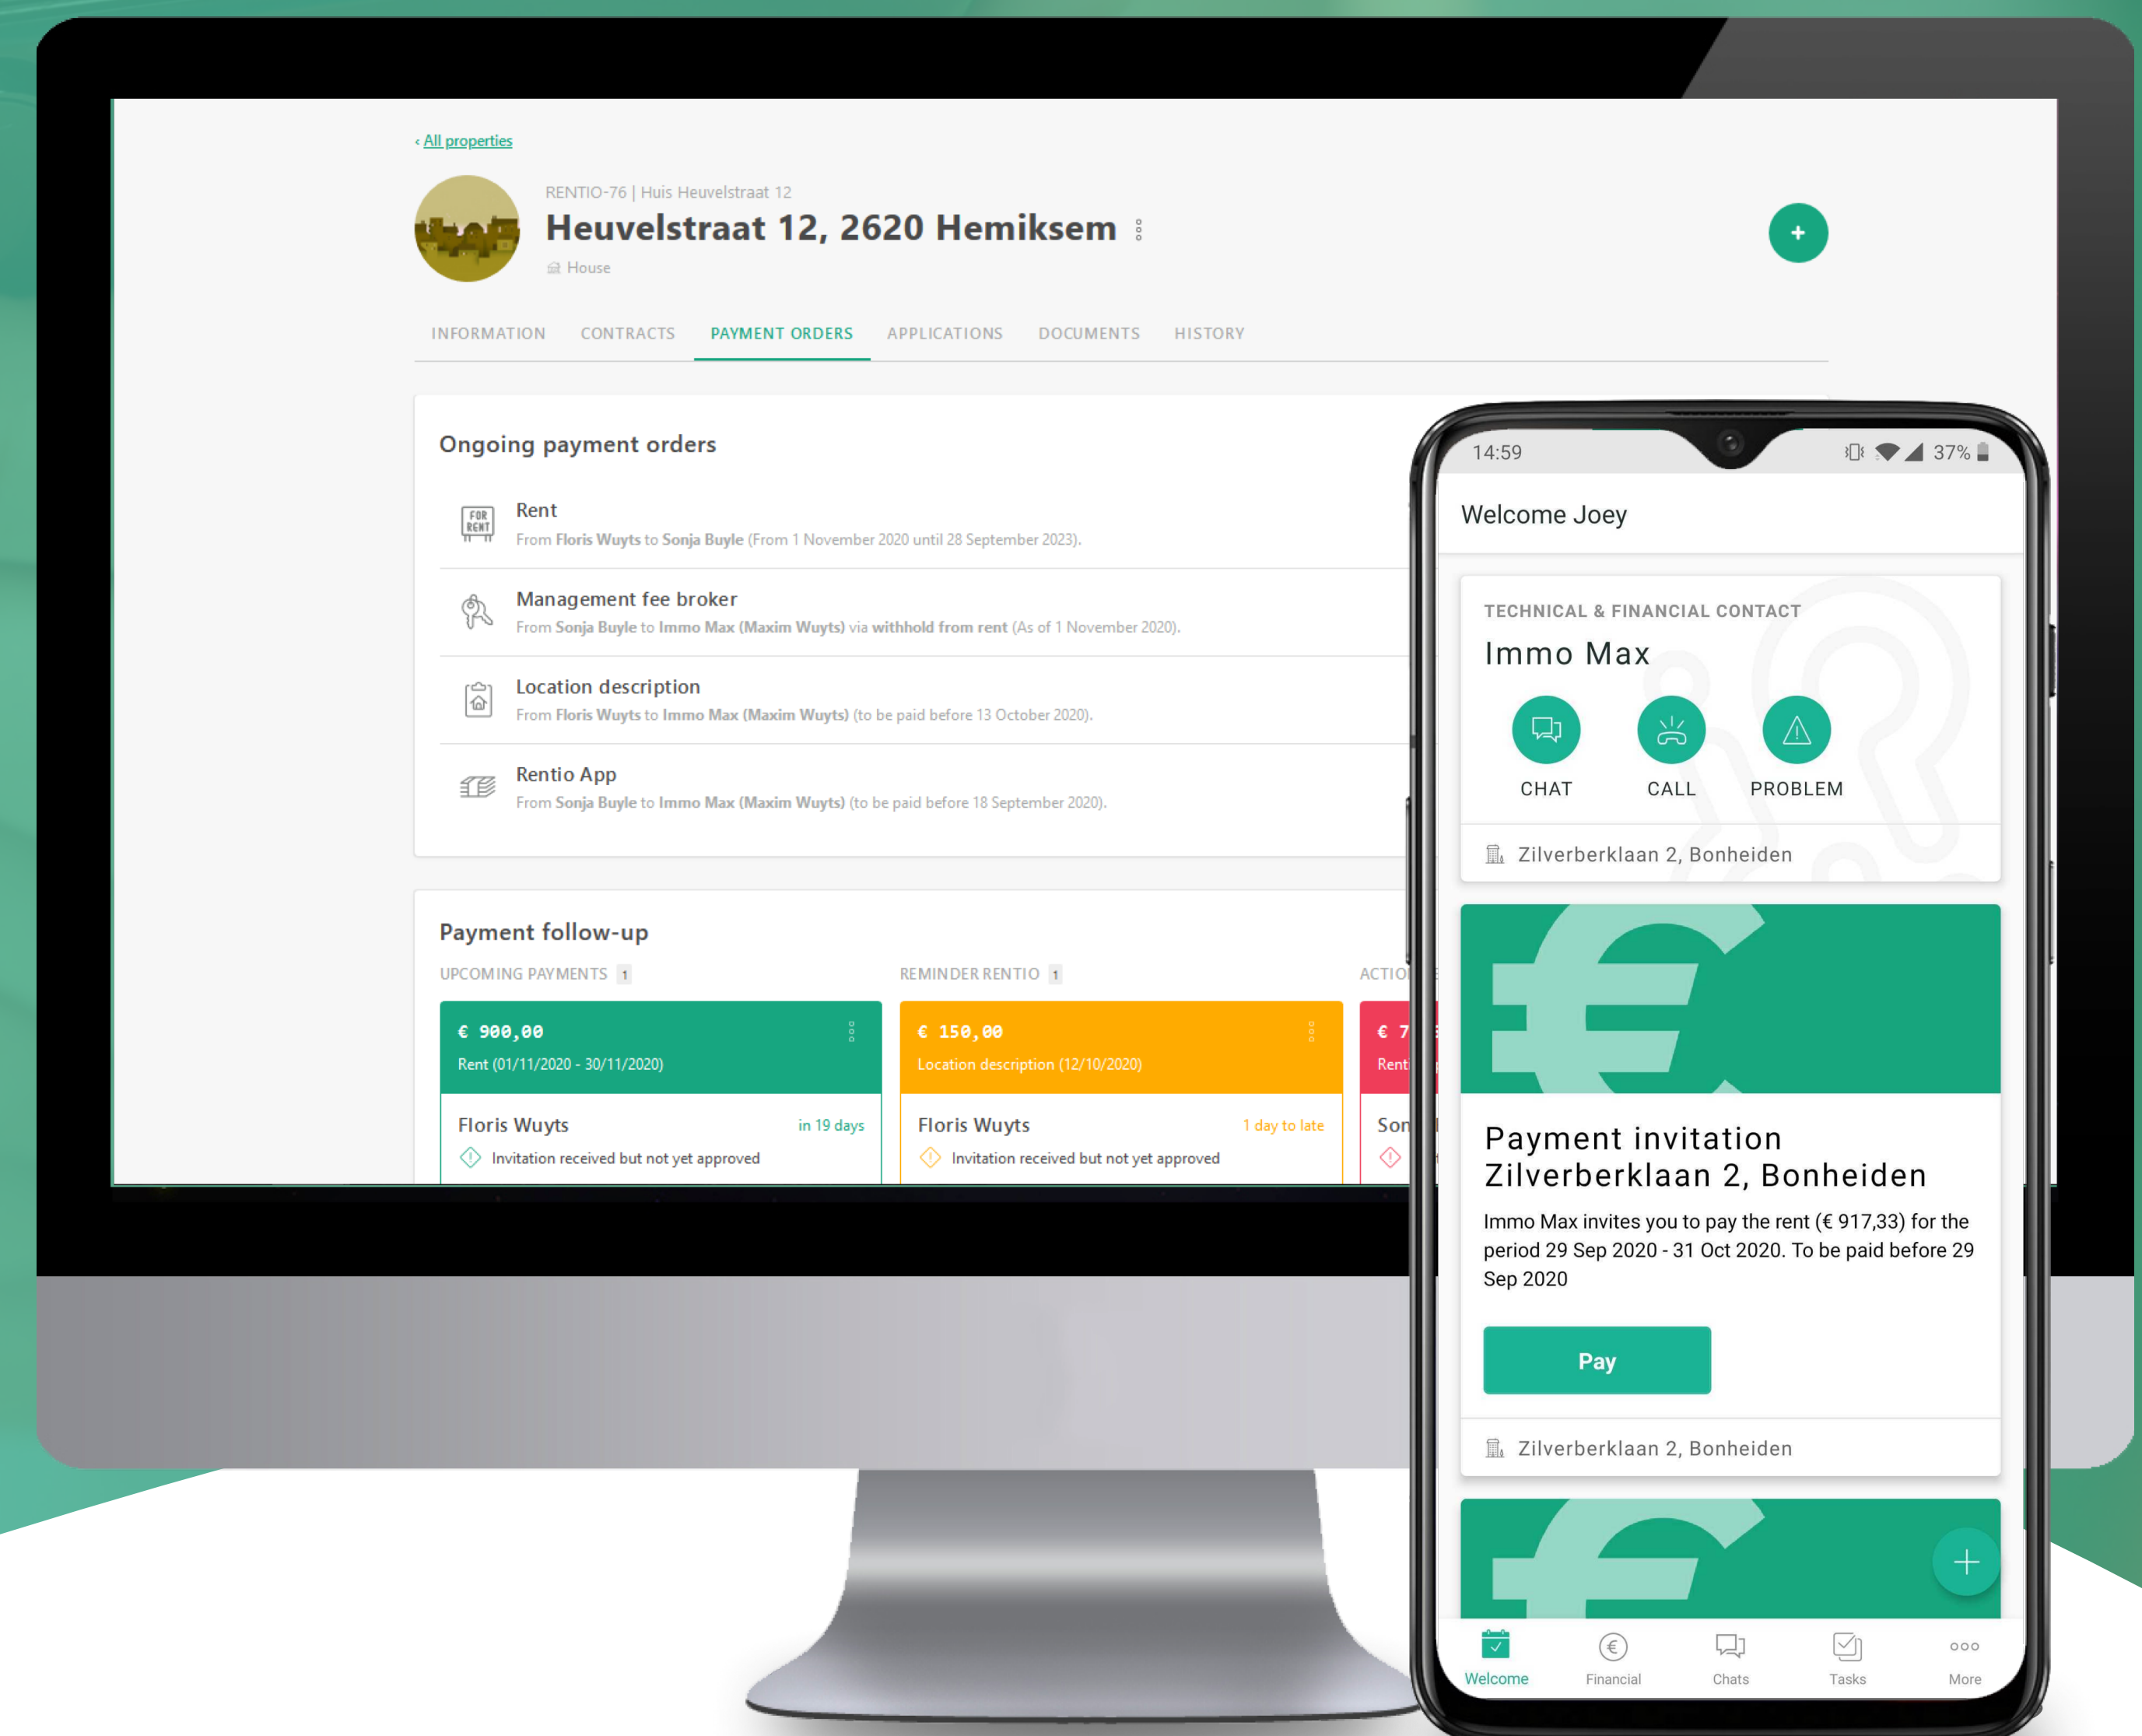 ‹ All properties
RENTIO-76 | Huis Heuvelstraat 12
Heuvelstraat 12, 2620 Hemiksem
House
+
INFORMATION CONTRACTS PAYMENT ORDERS APPLICATIONS DOCUMENTS HISTORY
Ongoing payment orders
FOR
RENT
Rent
From Floris Wuyts to Sonja Buyle (From 1 November 2020 until 28 September 2023).
Management fee broker
From Sonja Buyle to Immo Max (Maxim Wuyts) via withhold from rent (As of 1 November 2020).
Location description
From Floris Wuyts to Immo Max (Maxim Wuyts) (to be paid before 13 October 2020).
Rentio App
From Sonja Buyle to Immo Max (Maxim Wuyts) (to be paid before 18 September 2020).
Payment follow-up
UPCOMING PAYMENTS 1
€ 900,00
Rent (01/11/2020 - 30/11/2020)
Floris Wuyts in 19 days
Invitation received but not yet approved
REMINDER RENTIO 1
€ 150,00
Location description (12/10/2020)
Floris Wuyts 1 day to late
Invitation received but not yet approved
€ 7
14:59 37%
Welcome Joey
TECHNICAL & FINANCIAL CONTACT
Immo Max
CHAT CALL PROBLEM
Zilverberklaan 2, Bonheiden
€
Payment invitation
Zilverberklaan 2, Bonheiden
Immo Max invites you to pay the rent (€ 917,33) for the
period 29 Sep 2020 - 31 Oct 2020. To be paid before 29
Sep 2020
Pay
Zilverberklaan 2, Bonheiden
€
+
Welcome Financial Chats Tasks More